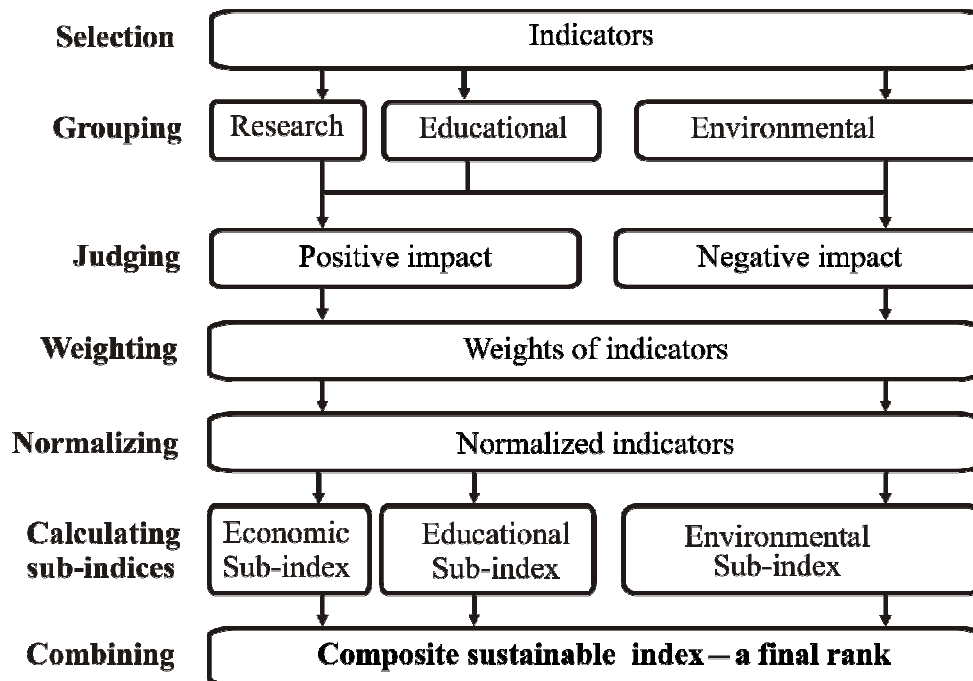 Selection
Indicators
Grouping
Research
Educational
Environmental
Judging
Positive impact
Negative impact
Weighting
Weights of indicators
Normalizing
Normalized indicators
Calculating
sub-indices
Economic
Sub-index
Educational
Sub-index
Environmental
Sub-index
Combining
Composite sustainable index – a final rank